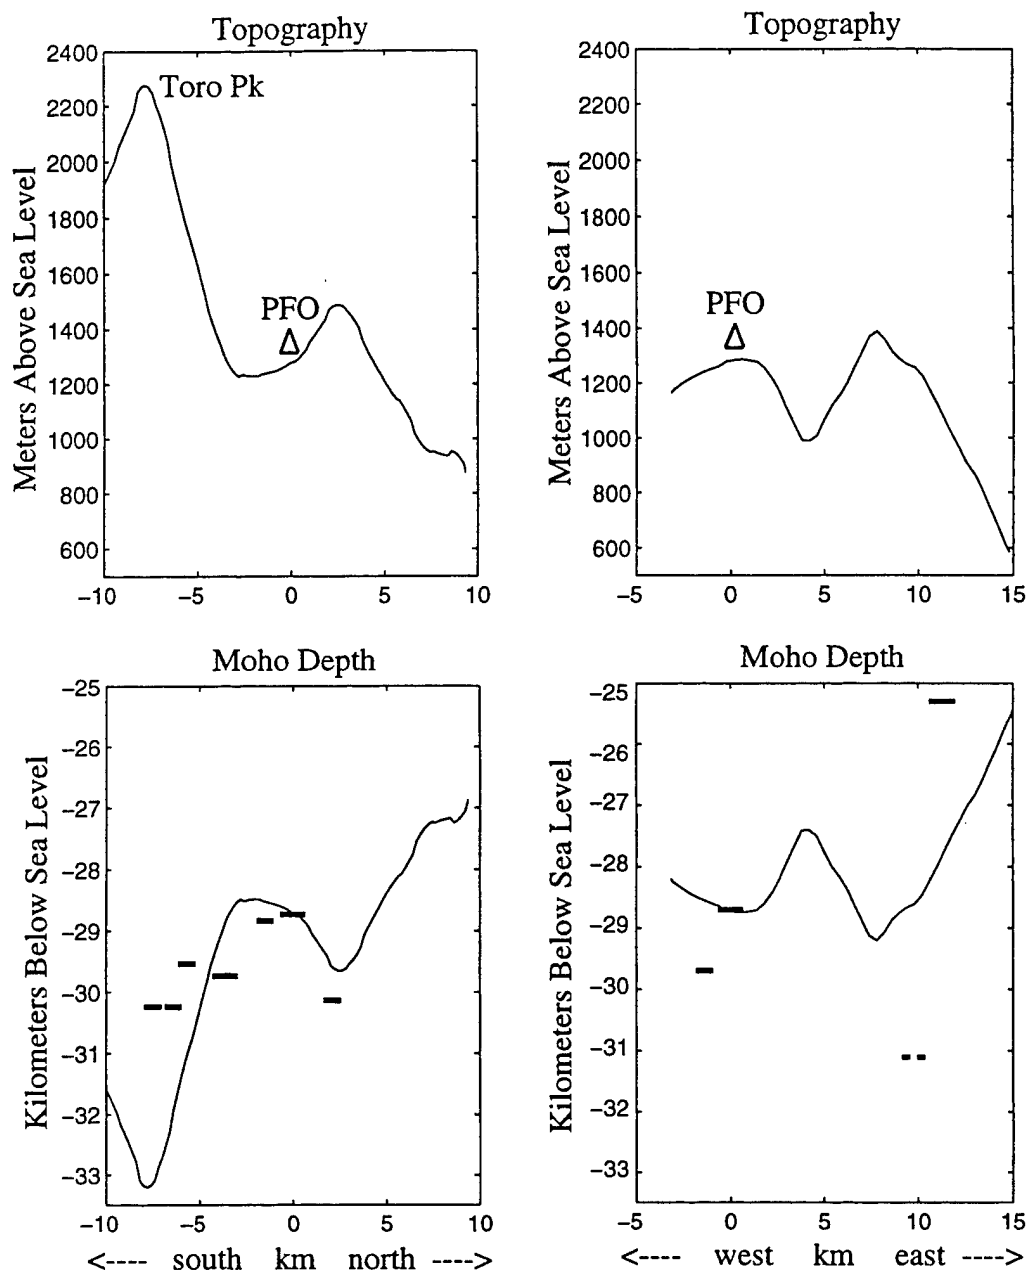 Topography
Meters Above Sea Level
2400
2200
2000
1800
1600
1400
1200
1000
800
600
Toro Pk
PFO
-10 -5 0 5 10
Topography
Meters Above Sea Level
2400
2200
2000
1800
1600
1400
1200
1000
800
600
PFO
-5 0 5 10 15
Moho Depth
Kilometers Below Sea Level
-25
-26
-27
-28
-29
-30
-31
-32
-33
-10 -5 0 5 10
<---- south km north ---->
Moho Depth
Kilometers Below Sea Level
-25
-26
-27
-28
-29
-30
-31
-32
-33
-5 0 5 10 15
<---- west km east ---->